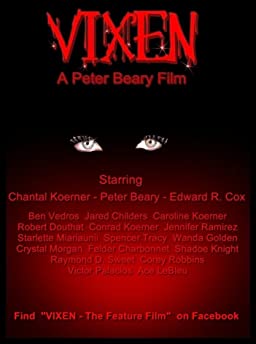 VIXEN
A Peter Beary Film
Starring
Chantal Koerner - Peter Beary - Edward R. Cox
Ben Vedros Jared Childers Caroline Koerner
Robert Douthat Conrad Koerner Jennifer Ramirez
Starlette Miariaunii Spencer Tracy Wanda Golden
Crystal Morgan Felder Charbonnet Shadoe Knight
Raymond D. Sweet Corey Robbins
Victor Palacios Ace LeBleu
Find "VIXEN - The Feature Film" on Facebook